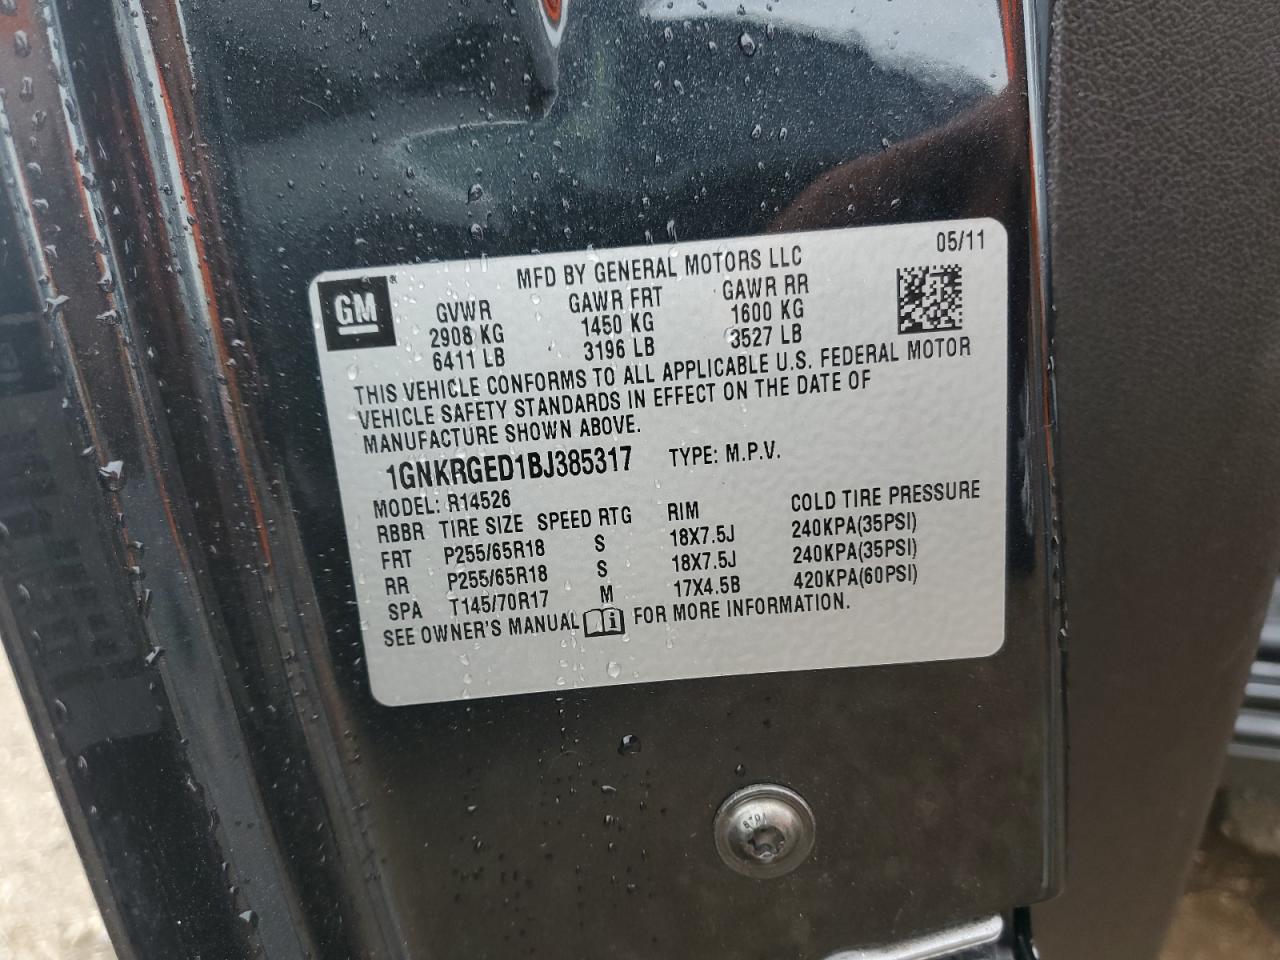 05/11
MFD BY GENERAL MOTORS LLC
GM®
GVWR GAWR FRT GAWR RR
2908 KG 1450 KG 1600 KG
6411 LB 3196 LB 3527 LB
THIS VEHICLE CONFORMS TO ALL APPLICABLE U.S. FEDERAL MOTOR
VEHICLE SAFETY STANDARDS IN EFFECT ON THE DATE OF
MANUFACTURE SHOWN ABOVE.
1GNKRGED1BJ385317 TYPE: M.P.V.
MODEL: R14526
RBBR TIRE SIZE SPEED RTG RIM COLD TIRE PRESSURE
FRT P255/65R18 S 18X7.5J 240KPA(35PSI)
RR P255/65R18 S 18X7.5J 240KPA(35PSI)
SPA T145/70R17 M 17X4.5B 420KPA(60PSI)
SEE OWNER'S MANUAL FOR MORE INFORMATION.